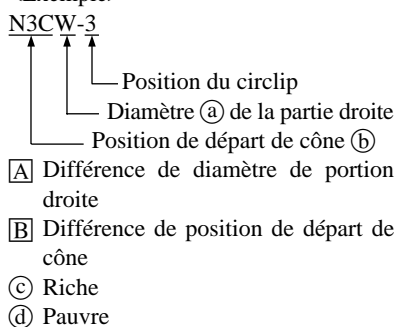 N3CW-3
Position du circlip
Diamètre ⓐ de la partie droite
Position de départ de cône ⓑ
A Différence de diamètre de portion
droite
B Différence de position de départ de
cône
ⓒ Riche
ⓓ Pauvre